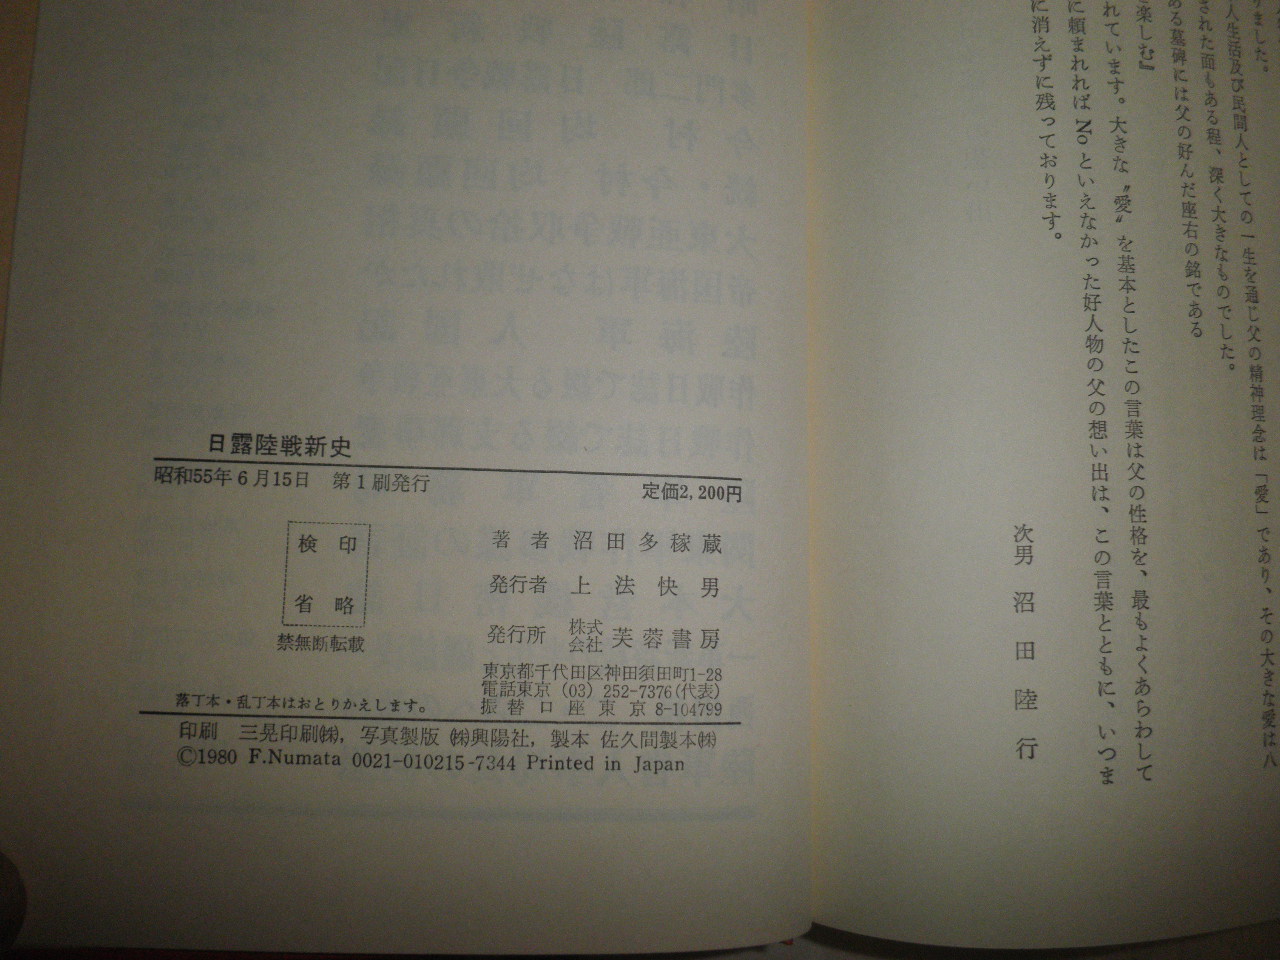 りました。
人生活及び民間人としての一生を通じ父の精神理念は「愛」であり、その大きな愛は八
された面もある程、深く大きなものでした。
ある墓碑には父の好んだ座右の銘である
楽しむ』
れています。大きな〝愛〟を基本としたこの言葉は父の性格を、最もよくあらわして
に頼まれれば No といえなかった好人物の父の想い出は、この言葉とともに、いつま
に消えずに残っております。
次男 沼田陸行
日露陸戦新史
昭和55年6月15日 第1刷発行
定価2,200円
検印
省略
禁無断転載
著者 沼田多稼蔵
発行者 上法快男
発行所 株式会社 芙蓉書房
東京都千代田区神田須田町1-28
電話東京 (03) 252-7376(代表)
振替口座東京 8-104799
落丁本・乱丁本はおとりかえします。
印刷 三晃印刷㈱, 写真製版 ㈱興陽社, 製本 佐久間製本㈱
©1980 F.Numata 0021-010215-7344 Printed in Japan